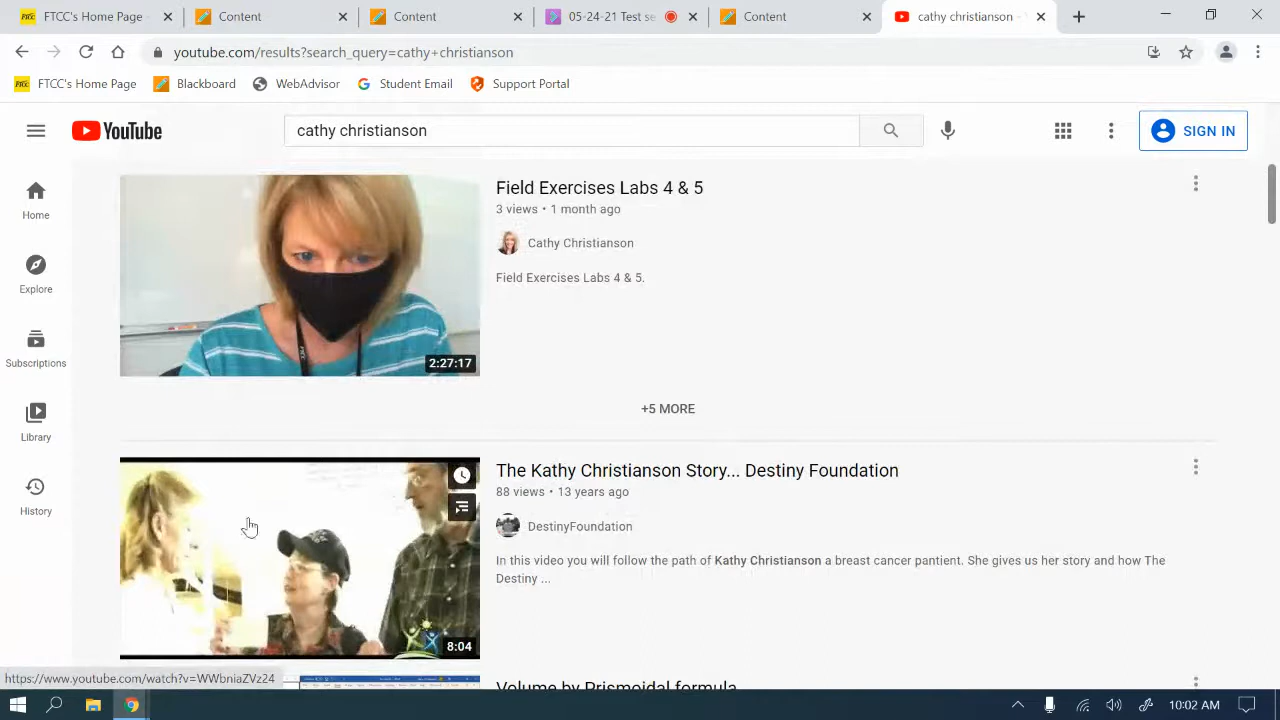 Content
Content
05-24-21 Test se
Content
cathy christianson -
youtube.com/results?search_query=cathy+christianson
FTCC's Home Page
Blackboard
WebAdvisor
Student Email
Support Portal
YouTube
cathy christianson
SIGN IN
Home
Explore
Subscriptions
Library
History
Field Exercises Labs 4 & 5
3 views • 1 month ago
Cathy Christianson
Field Exercises Labs 4 & 5.
2:27:17
+5 MORE
The Kathy Christianson Story... Destiny Foundation
88 views • 13 years ago
DestinyFoundation
In this video you will follow the path of Kathy Christianson a breast cancer pantient. She gives us her story and how The
Destiny ...
8:04
Volume by Prismoidal formula
https://www.youtube.com/watch?v=WWbniaZVz24
10:02 AM